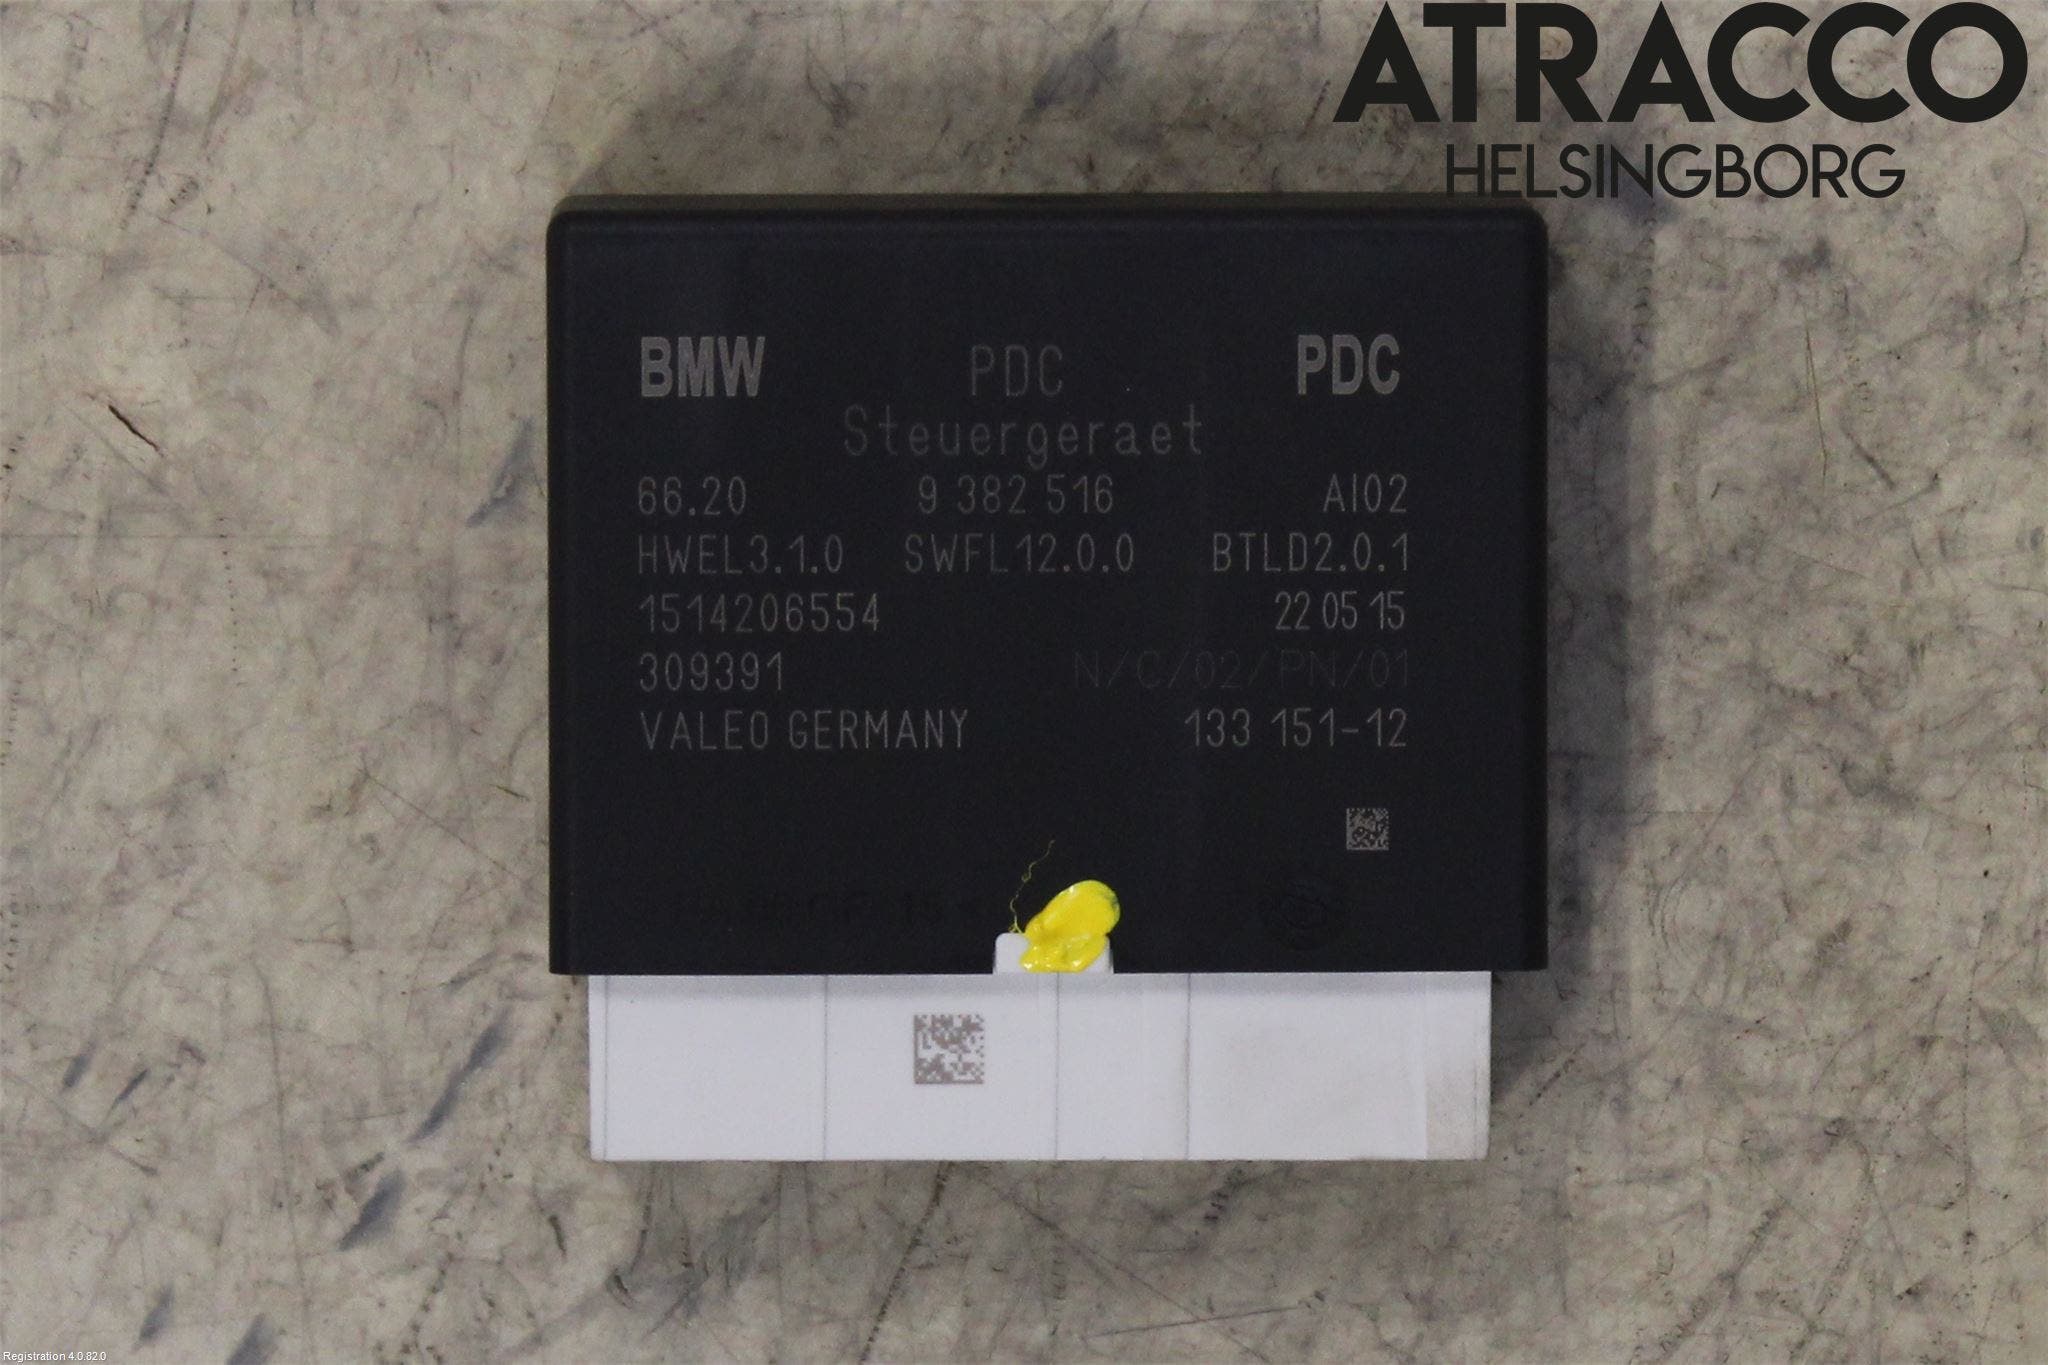 ATRACCO
HELSINGBORG
BMW PDC PDC
Steuergeraet
66.20 9 382 516 AI02
HWEL3.1.0 SWFL12.0.0 BTLD2.0.1
1514206554 22 05 15
309391 N/C/02/PN/01
VALEO GERMANY 133 151-12
Registration 4.0.82.0